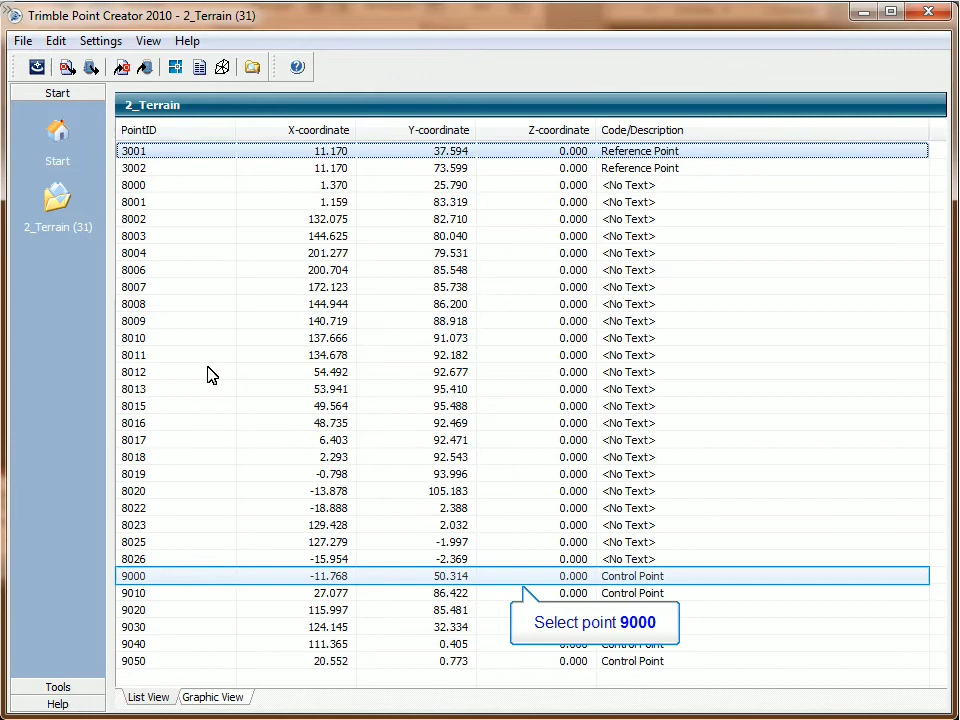 Trimble Point Creator 2010 - 2_Terrain (31)
File Edit Settings View Help
Start
Start
2_Terrain (31)
Tools
Help
2_Terrain
PointID X-coordinate Y-coordinate Z-coordinate Code/Description
3001 11.170 37.594 0.000 Reference Point
3002 11.170 73.599 0.000 Reference Point
8000 1.370 25.790 0.000 <No Text>
8001 1.159 83.319 0.000 <No Text>
8002 132.075 82.710 0.000 <No Text>
8003 144.625 80.040 0.000 <No Text>
8004 201.277 79.531 0.000 <No Text>
8006 200.704 85.548 0.000 <No Text>
8007 172.123 85.738 0.000 <No Text>
8008 144.944 86.200 0.000 <No Text>
8009 140.719 88.918 0.000 <No Text>
8010 137.666 91.073 0.000 <No Text>
8011 134.678 92.182 0.000 <No Text>
8012 54.492 92.677 0.000 <No Text>
8013 53.941 95.410 0.000 <No Text>
8015 49.564 95.488 0.000 <No Text>
8016 48.735 92.469 0.000 <No Text>
8017 6.403 92.471 0.000 <No Text>
8018 2.293 92.543 0.000 <No Text>
8019 -0.798 93.996 0.000 <No Text>
8020 -13.878 105.183 0.000 <No Text>
8022 -18.888 2.388 0.000 <No Text>
8023 129.428 2.032 0.000 <No Text>
8025 127.279 -1.997 0.000 <No Text>
8026 -15.954 -2.369 0.000 <No Text>
9000 -11.768 50.314 0.000 Control Point
9010 27.077 86.422 0.000 Control Point
9020 115.997 85.481
9030 124.145 32.334
9040 111.365 0.405
9050 20.552 0.773 0.000 Control Point
Select point 9000
List View Graphic View